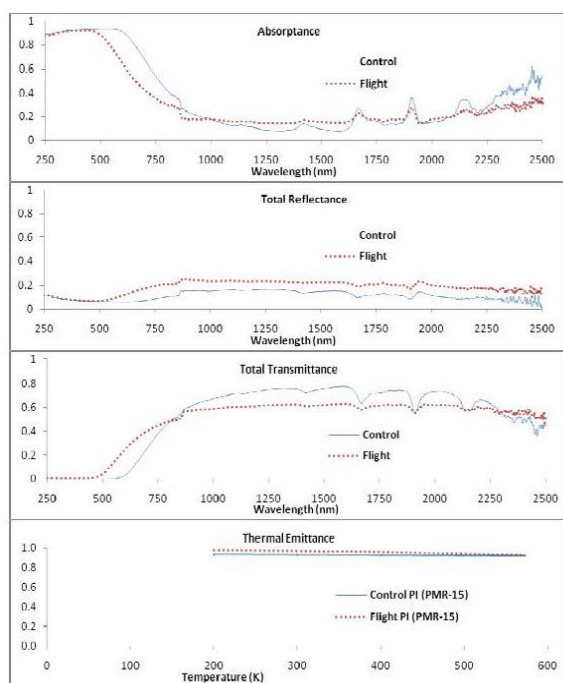 Absorptance
1
0.8
0.6
0.4
0.2
0
Control
Flight
250 500 750 1000 1250 1500 1750 2000 2250 2500
Wavelength (nm)
Total Reflectance
1
0.8
0.6
0.4
0.2
0
Control
Flight
250 500 750 1000 1250 1500 1750 2000 2250 2500
Wavelength (nm)
Total Transmittance
1
0.8
0.6
0.4
0.2
0
Control
Flight
250 500 750 1000 1250 1500 1750 2000 2250 2500
Wavelength (nm)
Thermal Emittance
1.0
0.8
0.6
0.4
0.2
0
Control PI (PMR-15)
Flight PI (PMR-15)
0 100 200 300 400 500 600
Temperature (K)